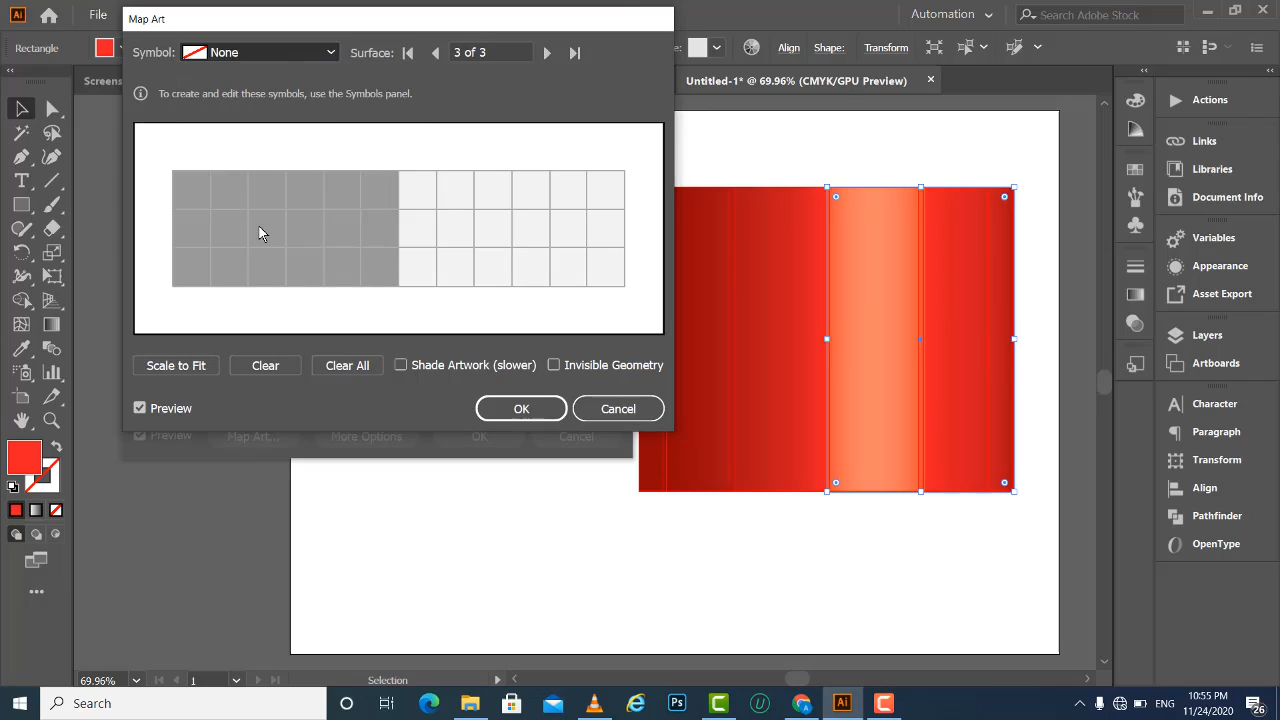 Map Art
Ai
File
Automation
Search Adobe Stock
Rectangle
Symbol:
None
Surface:
3 of 3
Align
Shape:
Transform
Screens
Untitled-1* @ 69.96% (CMYK/GPU Preview)
To create and edit these symbols, use the Symbols panel.
Actions
Links
Libraries
Document Info
Variables
Appearance
Asset Export
Layers
Artboards
Character
Paragraph
Transform
Align
Pathfinder
OpenType
Scale to Fit
Clear
Clear All
Shade Artwork (slower)
Invisible Geometry
Preview
OK
Cancel
Preview
Map Art...
More Options
OK
Cancel
69.96%
1
Selection
Search
Ps
Ai
10:55 PM
11/24/2020
26